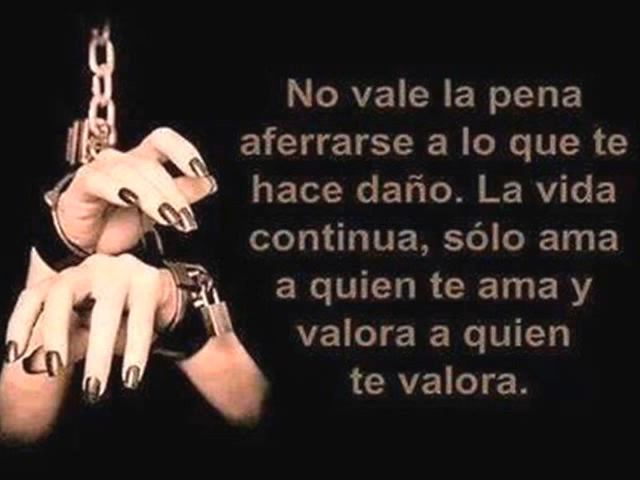 No vale la pena
aferrarse a lo que te
hace daño. La vida
continua, sólo ama
a quien te ama y
valora a quien
te valora.